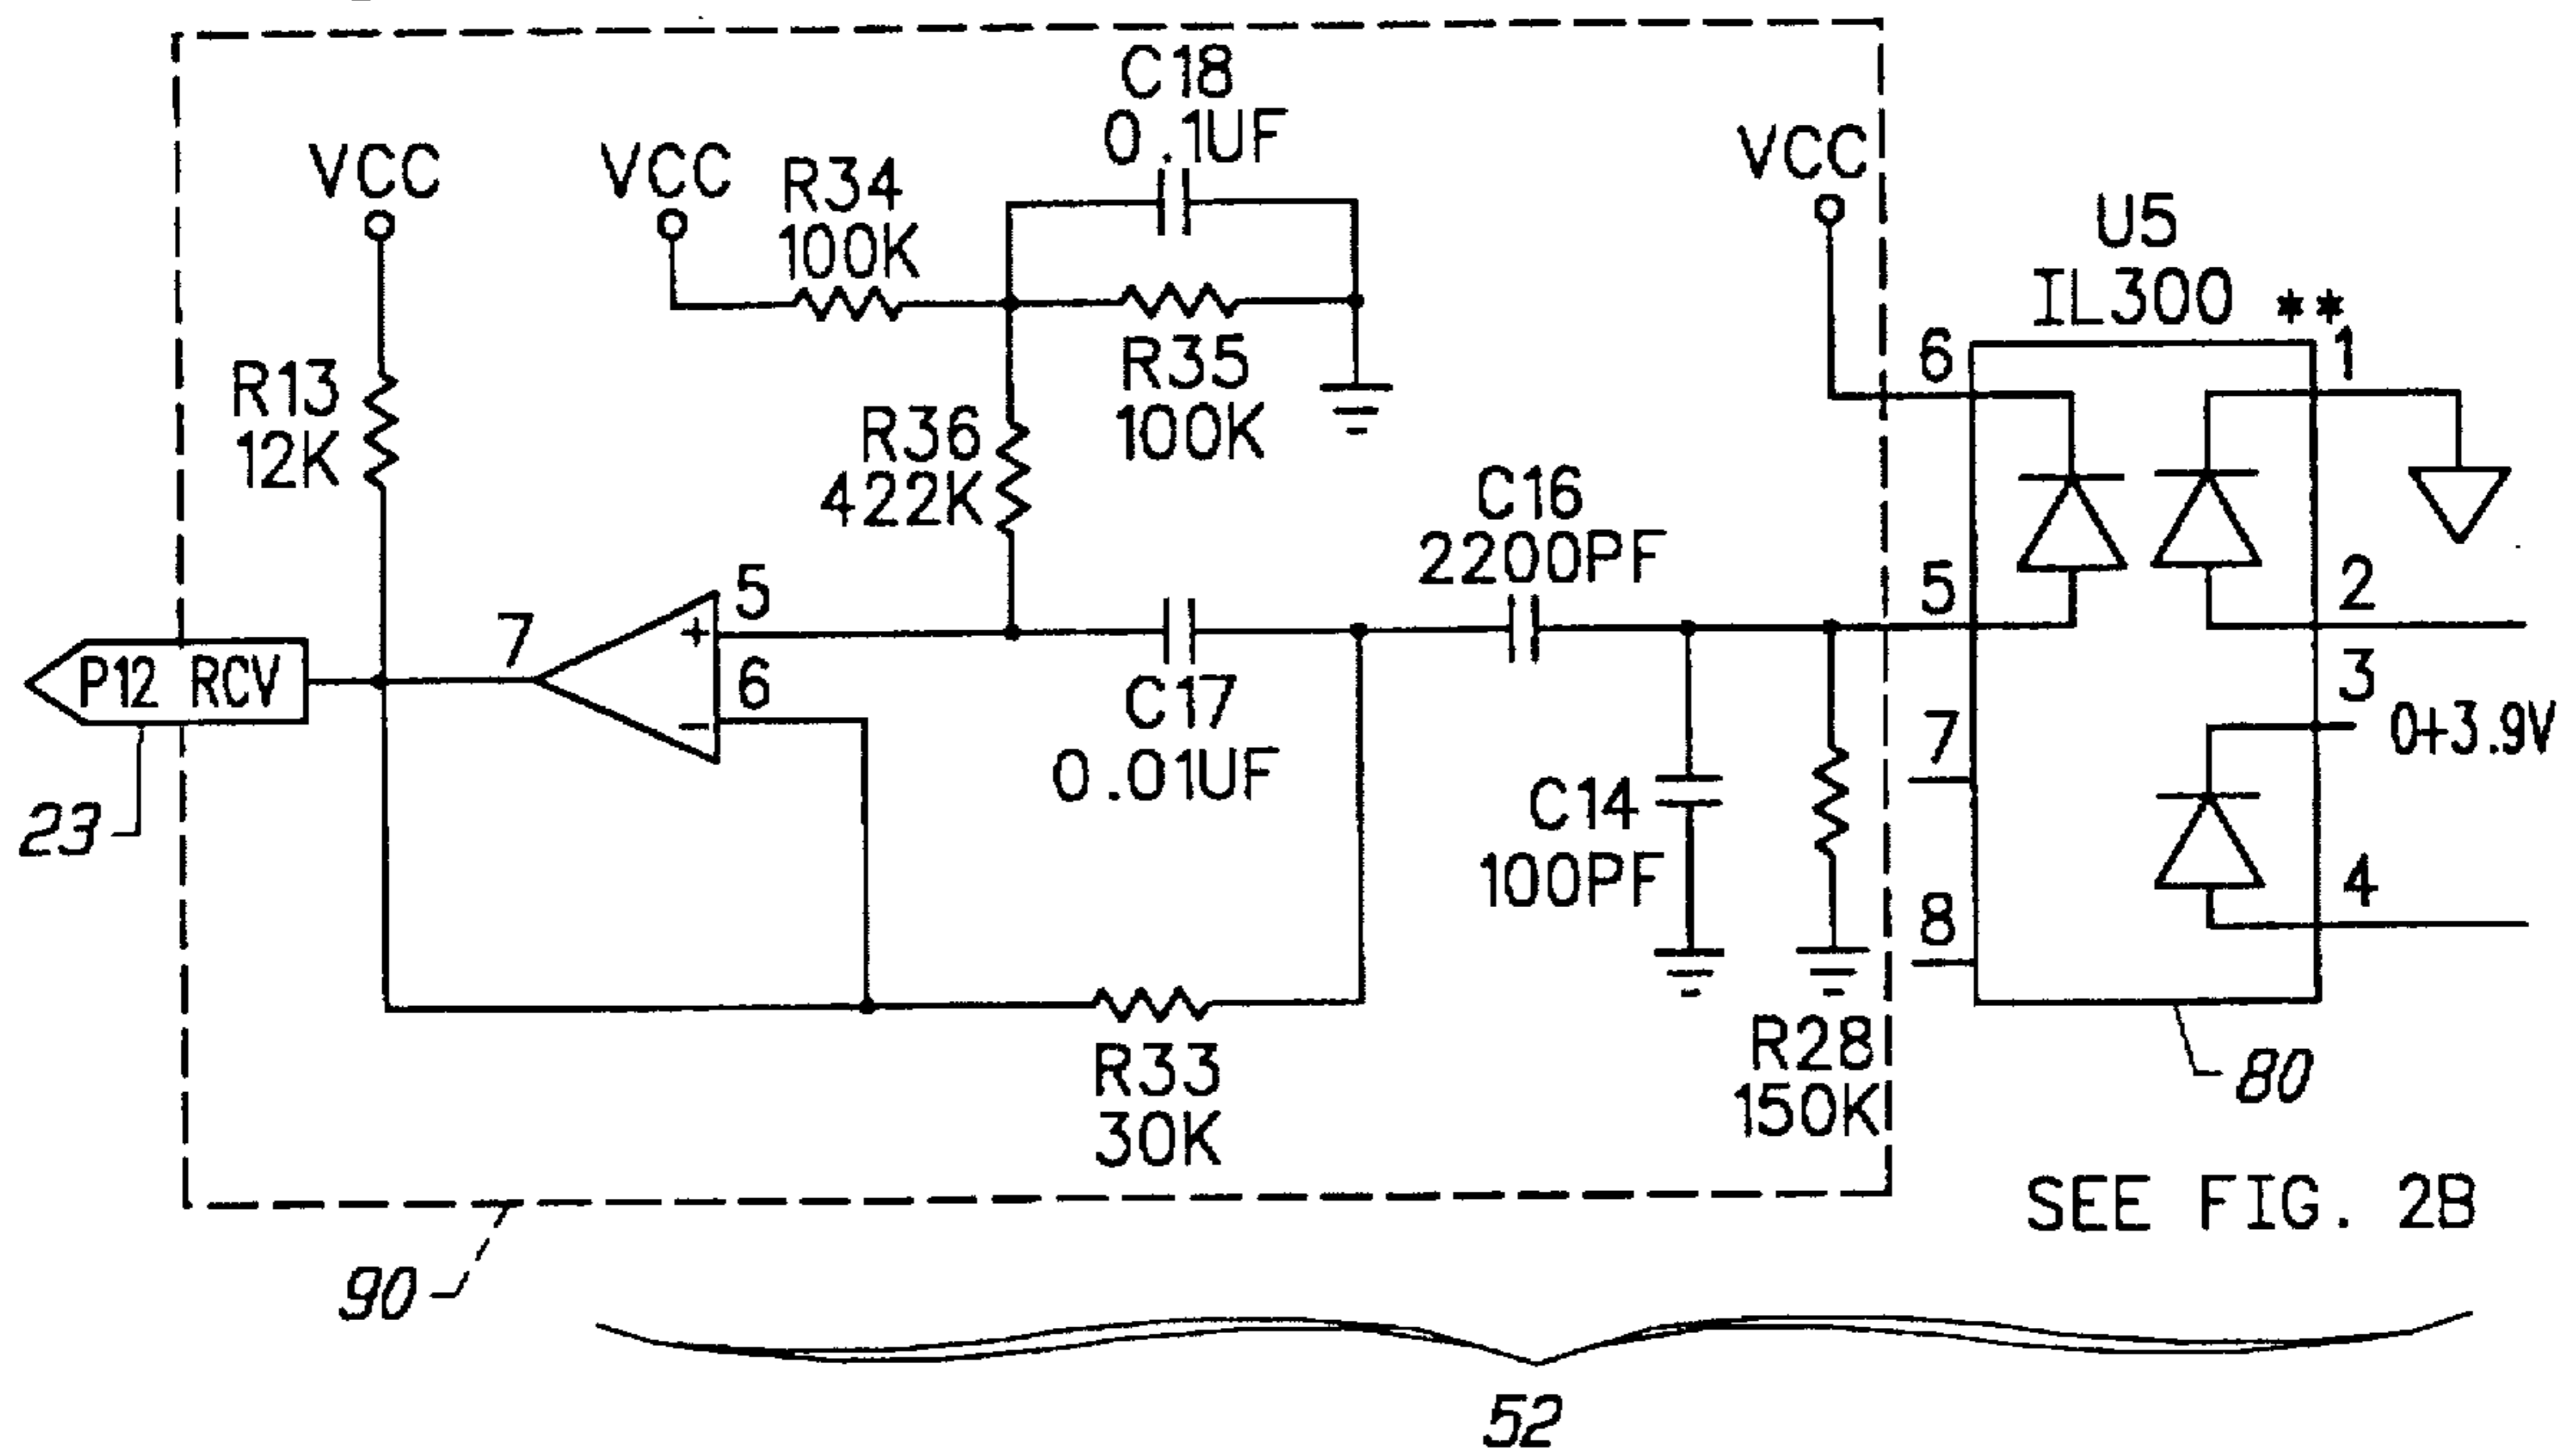 C18
0.1UF
VCC
VCC
R34
100K
VCC
U5
IL300 **
R13
12K
R36
422K
R35
100K
C16
2200PF
6
1
5
2
3
0+3.9V
7
4
8
5
+
6
-
7
P12 RCV
23
C17
0.01UF
C14
100PF
R33
30K
R28
150K
80
SEE FIG. 2B
90
52